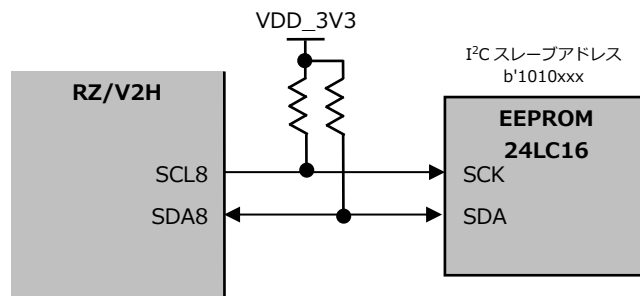 VDD_3V3
I²C スレーブアドレス
b'1010xxx
RZ/V2H
EEPROM
24LC16
SCL8
SCK
SDA8
SDA